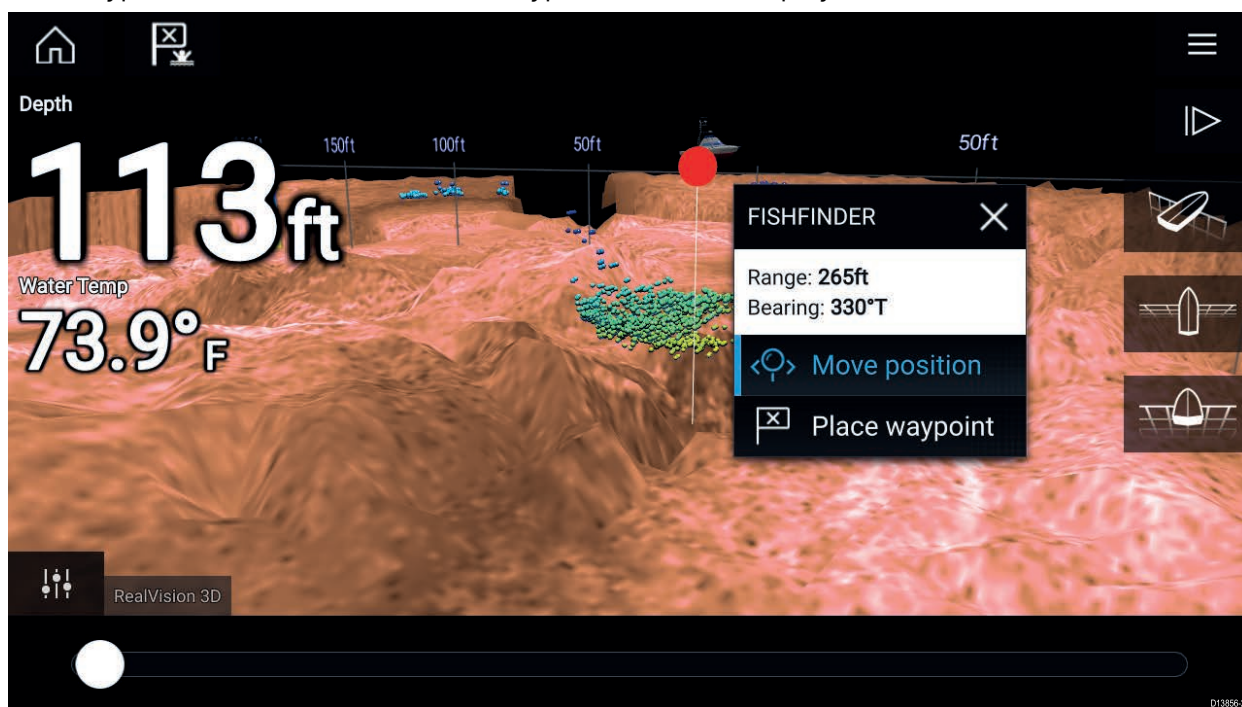 Depth
113ft
150ft
100ft
50ft
50ft
FISHFINDER
Range: 265ft
Bearing: 330°T
Water Temp
73.9°F
Move position
Place waypoint
RealVision 3D